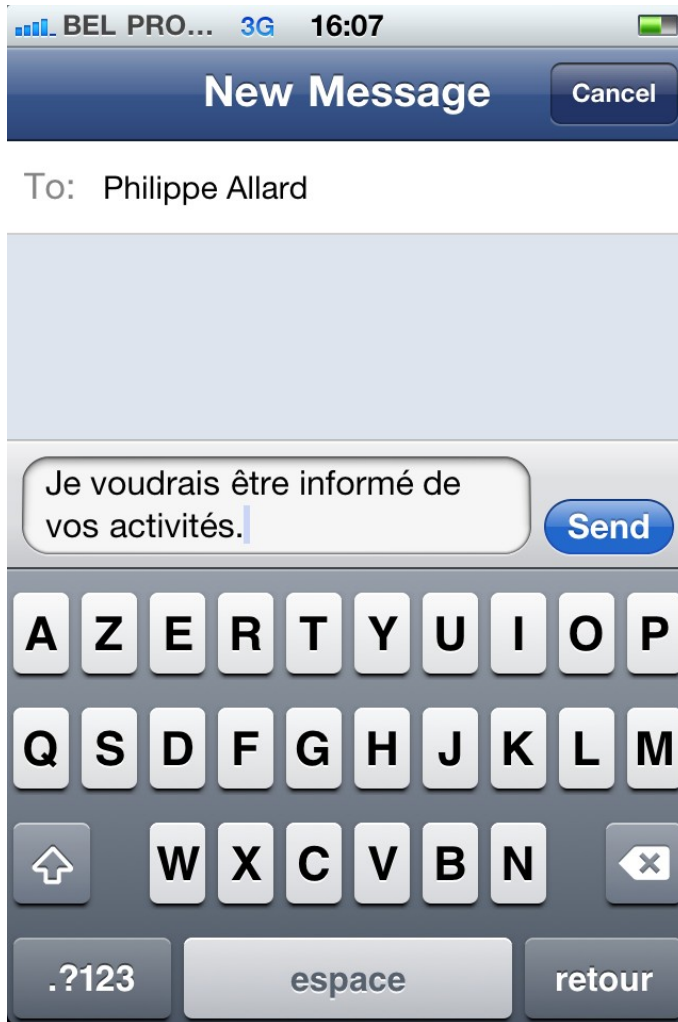 BEL PRO... 3G 16:07
New Message Cancel
To: Philippe Allard
Je voudrais être informé de
vos activités.
Send
A Z E R T Y U I O P
Q S D F G H J K L M
W X C V B N
.?123 espace retour